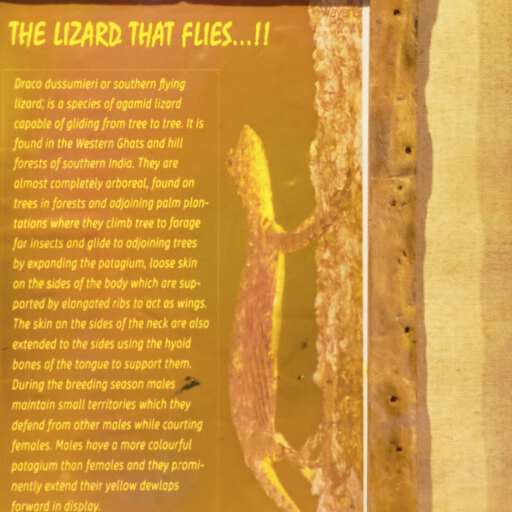 THE LIZARD THAT FLIES...!!
Draco dussumieri or southern flying
lizard, is a species of agamid lizard
capable of gliding from tree to tree. It is
found in the Western Ghats and hill
forests of southern India. They are
almost completely arboreal, found on
trees in forests and adjoining palm plan-
tations where they climb tree to forage
for insects and glide to adjoining trees
by expanding the patagium, loose skin
on the sides of the body which are sup-
ported by elongated ribs to act as wings.
The skin on the sides of the neck are also
extended to the sides using the hyoid
bones of the tongue to support them.
During the breeding season males
maintain small territories which they
defend from other males while courting
females. Males have a more colourful
patagium than females and they promi-
nently extend their yellow dewlaps
forward in display.